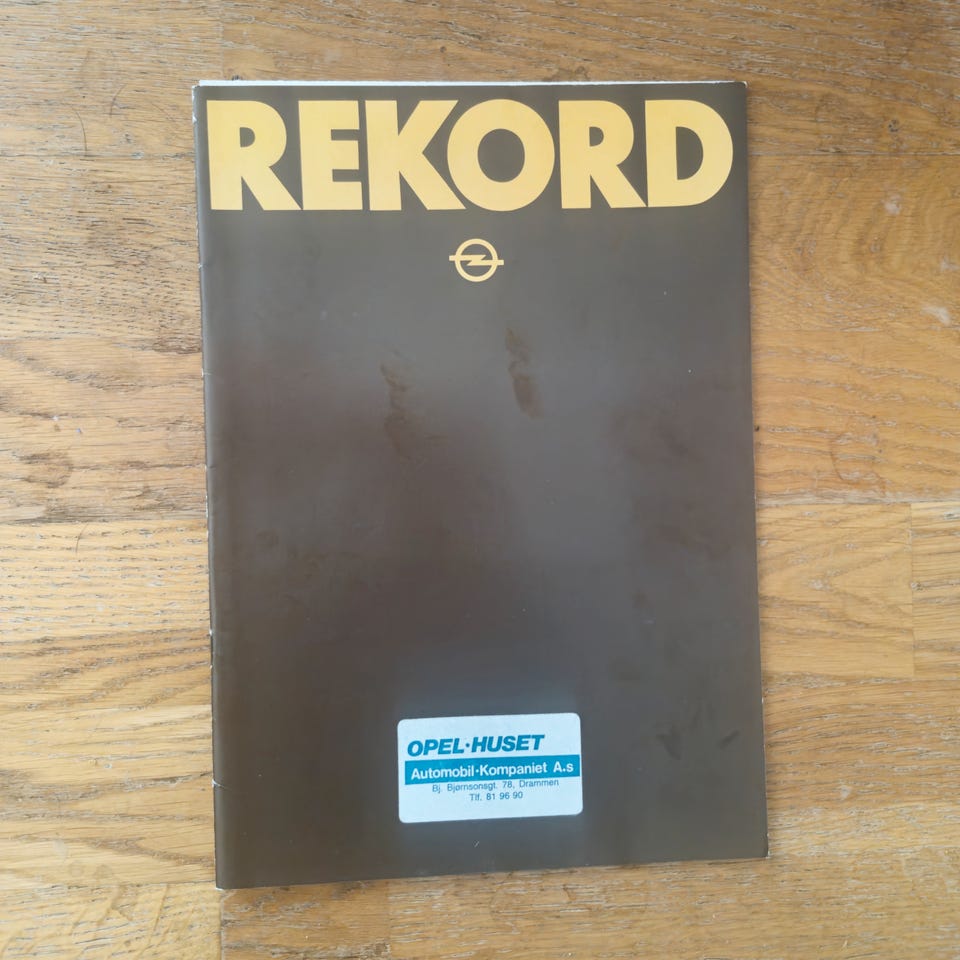 REKORD
OPEL·HUSET
Automobil·Kompaniet A.s
Bj. Bjørnsonsgt. 78, Drammen
Tlf. 81 96 90